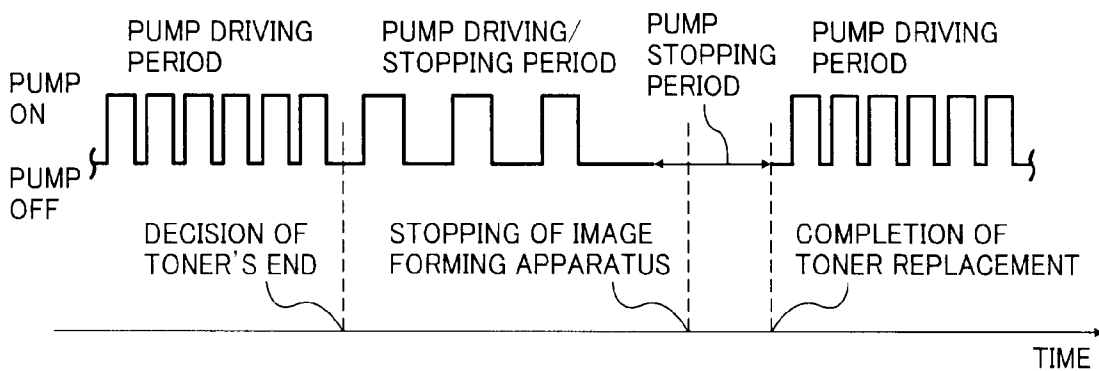 PUMP DRIVING
PERIOD
PUMP DRIVING/
STOPPING PERIOD
PUMP
STOPPING
PERIOD
PUMP DRIVING
PERIOD
PUMP
ON
PUMP
OFF
DECISION OF
TONER'S END
STOPPING OF IMAGE
FORMING APPARATUS
COMPLETION OF
TONER REPLACEMENT
TIME